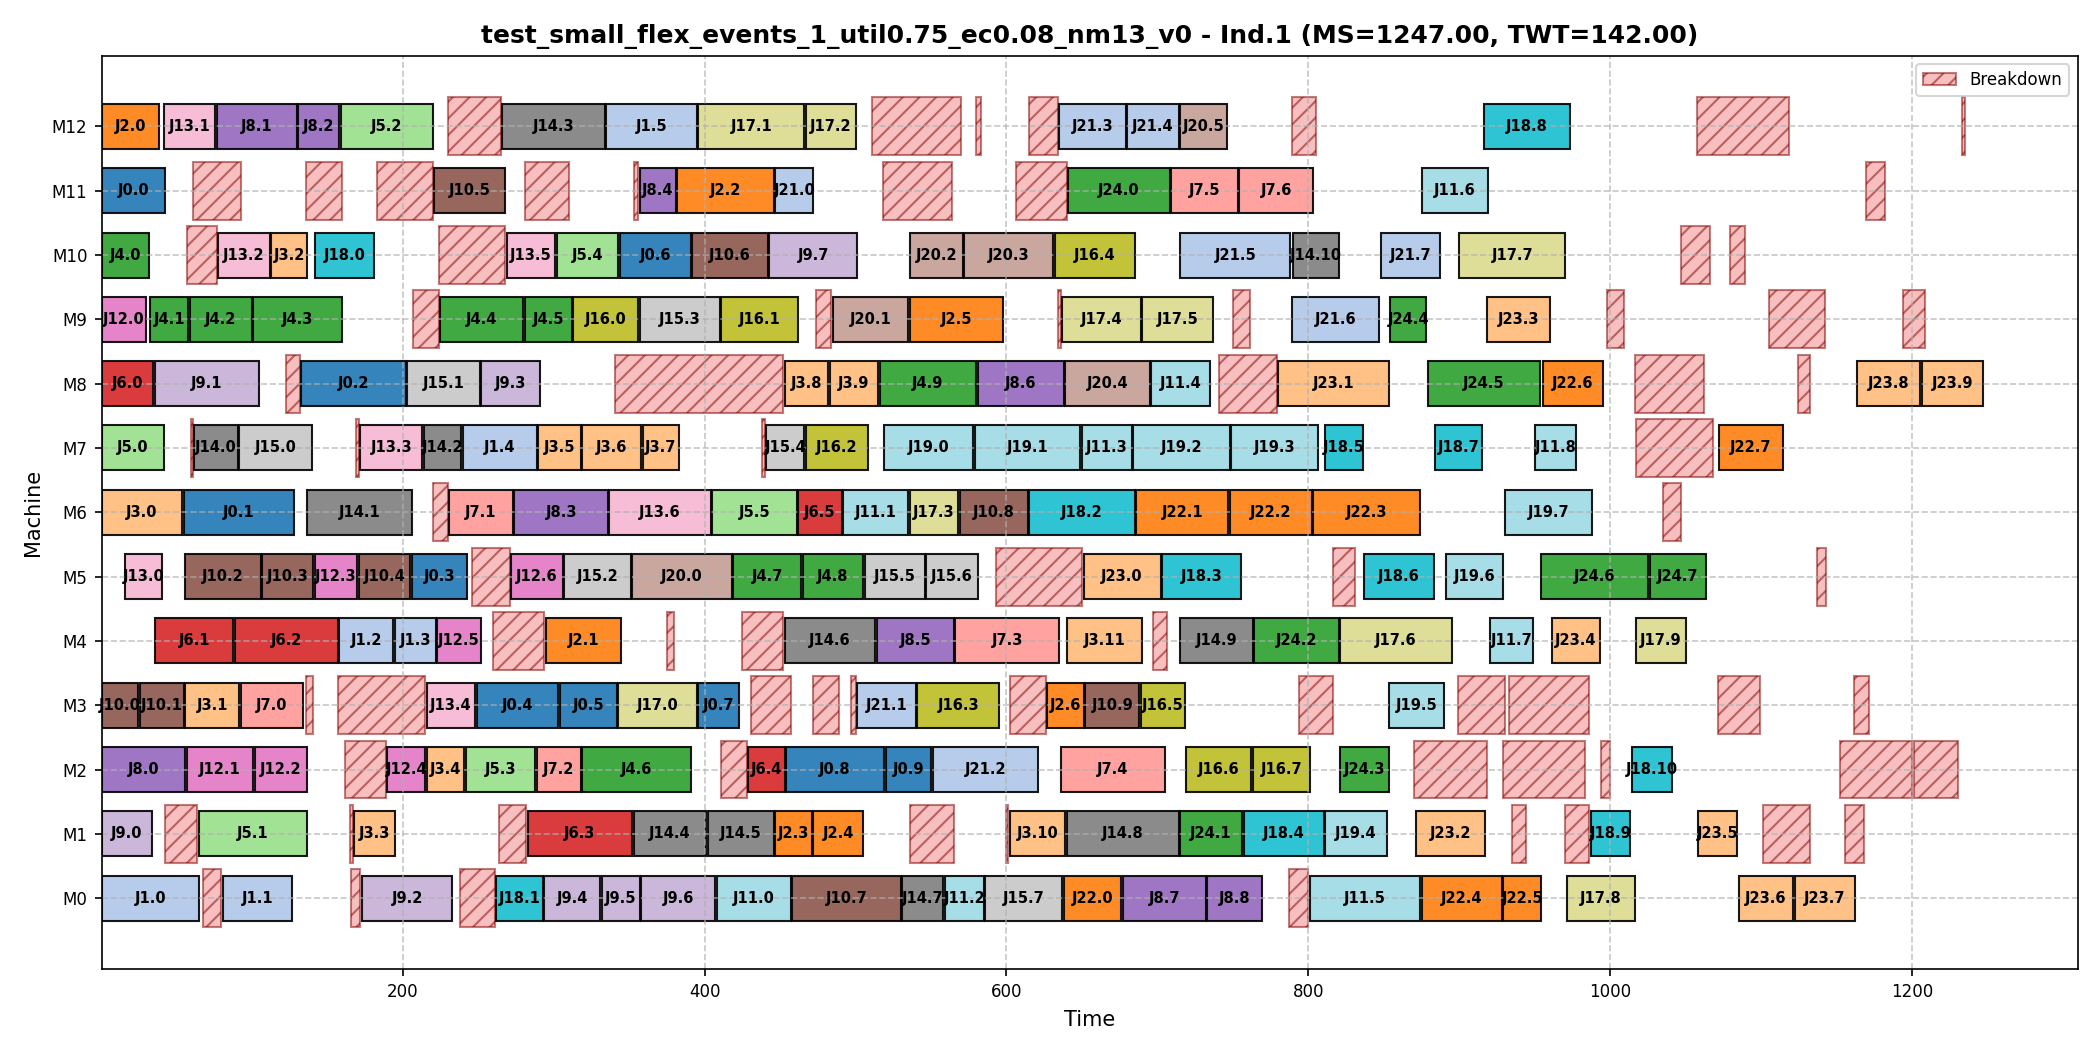 test_small_flex_events_1_util0.75_ec0.08_nm13_v0 - Ind.1 (MS=1247.00, TWT=142.00)
Breakdown
M12 J2.0 J13.1 J8.1 J8.2 J5.2 J14.3 J1.5 J17.1 J17.2 J21.3 J21.4 J20.5 J18.8
M11 J0.0 J10.5 J8.4 J2.2 J21.0 J24.0 J7.5 J7.6 J11.6
M10 J4.0 J13.2 J3.2 J18.0 J13.5 J5.4 J0.6 J10.6 J9.7 J20.2 J20.3 J16.4 J21.5 J14.10 J21.7 J17.7
M9 J12.0 J4.1 J4.2 J4.3 J4.4 J4.5 J16.0 J15.3 J16.1 J20.1 J2.5 J17.4 J17.5 J21.6 J24.4 J23.3
M8 J6.0 J9.1 J0.2 J15.1 J9.3 J3.8 J3.9 J4.9 J8.6 J20.4 J11.4 J23.1 J24.5 J22.6 J23.8 J23.9
M7 J5.0 J14.0 J15.0 J13.3 J14.2 J1.4 J3.5 J3.6 J3.7 J15.4 J16.2 J19.0 J19.1 J11.3 J19.2 J19.3 J18.5 J18.7 J11.8 J22.7
M6 J3.0 J0.1 J14.1 J7.1 J8.3 J13.6 J5.5 J6.5 J11.1 J17.3 J10.8 J18.2 J22.1 J22.2 J22.3 J19.7
M5 J13.0 J10.2 J10.3 J12.3 J10.4 J0.3 J12.6 J15.2 J20.0 J4.7 J4.8 J15.5 J15.6 J23.0 J18.3 J18.6 J19.6 J24.6 J24.7
M4 J6.1 J6.2 J1.2 J1.3 J12.5 J2.1 J14.6 J8.5 J7.3 J3.11 J14.9 J24.2 J17.6 J11.7 J23.4 J17.9
M3 J10.0 J10.1 J3.1 J7.0 J13.4 J0.4 J0.5 J17.0 J0.7 J21.1 J16.3 J2.6 J10.9 J16.5 J19.5
M2 J8.0 J12.1 J12.2 J12.4 J3.4 J5.3 J7.2 J4.6 J6.4 J0.8 J0.9 J21.2 J7.4 J16.6 J16.7 J24.3 J18.10
M1 J9.0 J5.1 J3.3 J6.3 J14.4 J14.5 J2.3 J2.4 J3.10 J14.8 J24.1 J18.4 J19.4 J23.2 J18.9 J23.5
M0 J1.0 J1.1 J9.2 J18.1 J9.4 J9.5 J9.6 J11.0 J10.7 J14.7 J11.2 J15.7 J22.0 J8.7 J8.8 J11.5 J22.4 J22.5 J17.8 J23.6 J23.7
200 400 600 800 1000 1200
Time
Machine